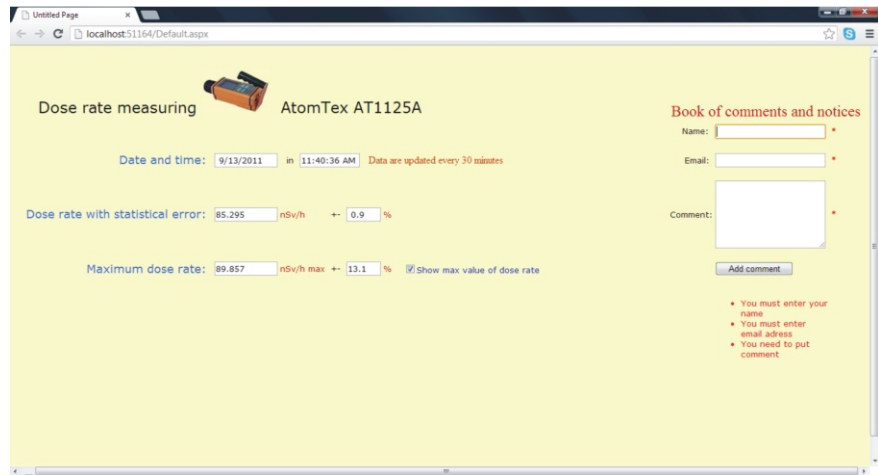 Untitled Page
localhost:51164/Default.aspx
Dose rate measuring AtomTex AT1125A
Date and time: 9/13/2011 in 11:40:36 AM Data are updated every 30 minutes
Dose rate with statistical error: 85.295 nSv/h +- 0.9 %
Maximum dose rate: 89.857 nSv/h max +- 13.1 % Show max value of dose rate
Book of comments and notices
Name: *
Email: *
Comment: *
Add comment
• You must enter your
name
• You must enter
email adress
• You need to put
comment